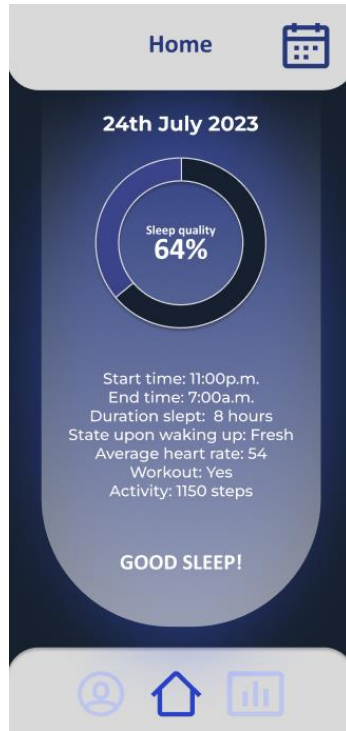 Home
24th July 2023
Sleep quality
64%
Start time: 11:00p.m.
End time: 7:00a.m.
Duration slept: 8 hours
State upon waking up: Fresh
Average heart rate: 54
Workout: Yes
Activity: 1150 steps
GOOD SLEEP!